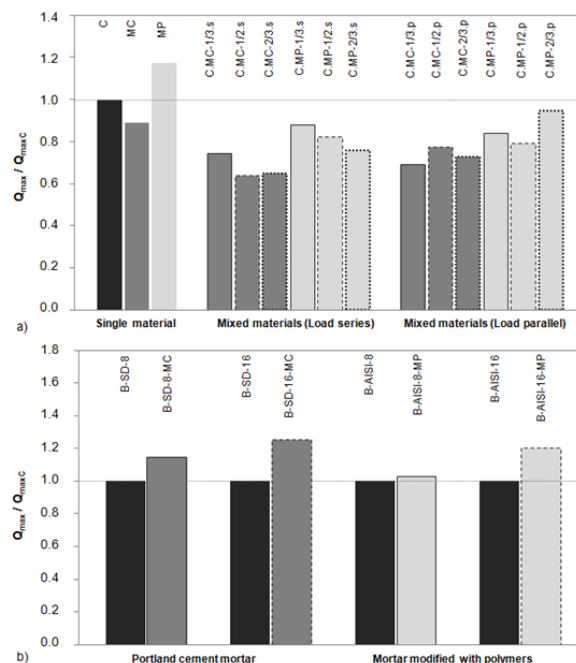 1.4
1.2
1.0
0.8
0.6
0.4
0.2
0.0
Qmax / QmaxC
C
MC
MP
C.MC-1/3.s
C.MC-1/2.s
C.MC-2/3.s
C.MP-1/3.s
C.MP-1/2.s
C.MP-2/3.s
C.MC-1/3.p
C.MC-1/2.p
C.MC-2/3.p
C.MP-1/3.p
C.MP-1/2.p
C.MP-2/3.p
Single material
Mixed materials (Load series)
Mixed materials (Load parallel)
a)
1.8
1.6
1.4
1.2
1.0
0.8
0.6
0.4
0.2
0.0
Qmax / QmaxC
B-SD-8
B-SD-8-MC
B-SD-16
B-SD-16-MC
B-AISI-8
B-AISI-8-MP
B-AISI-16
B-AISI-16-MP
Portland cement mortar
Mortar modified with polymers
b)